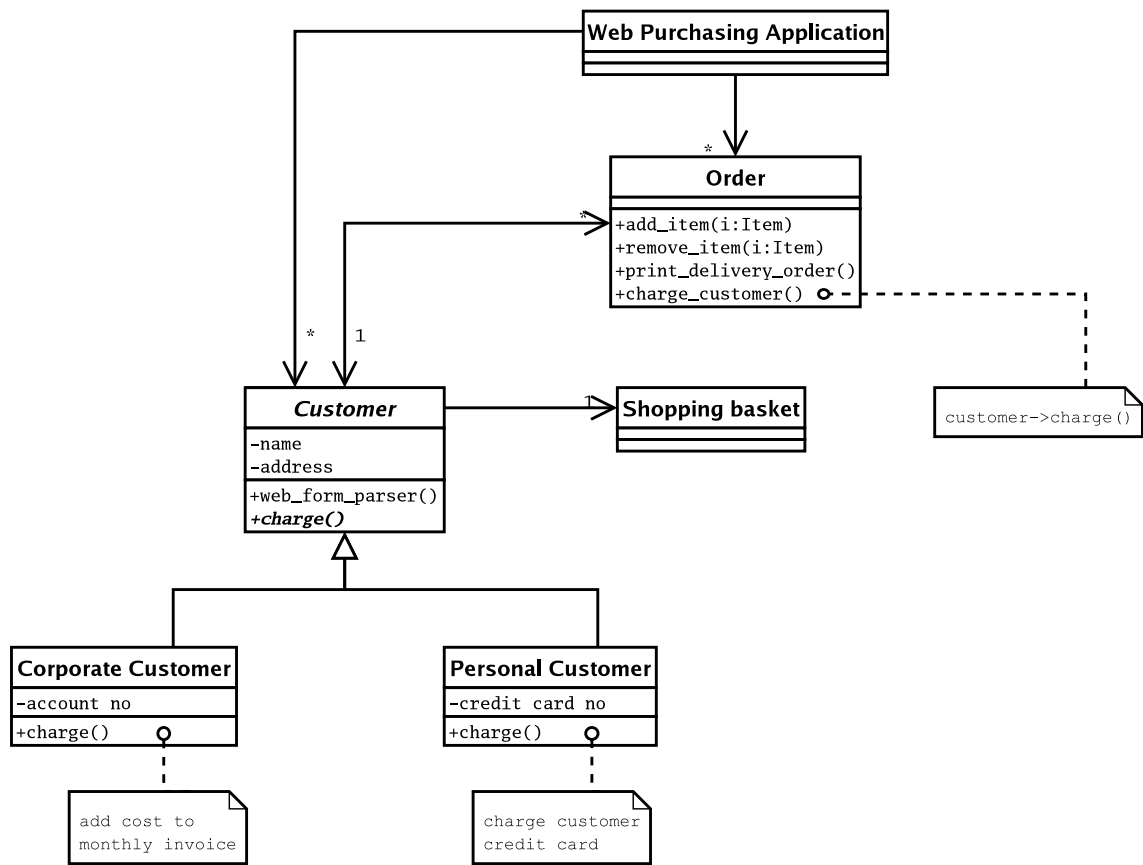 Web Purchasing Application
*
Order
*
+add_item(i:Item)
+remove_item(i:Item)
+print_delivery_order()
+charge_customer()
*
1
Customer
-name
-address
+web_form_parser()
+charge()
1
Shopping basket
customer->charge()
Corporate Customer
-account no
+charge()
Personal Customer
-credit card no
+charge()
add cost to
monthly invoice
charge customer
credit card